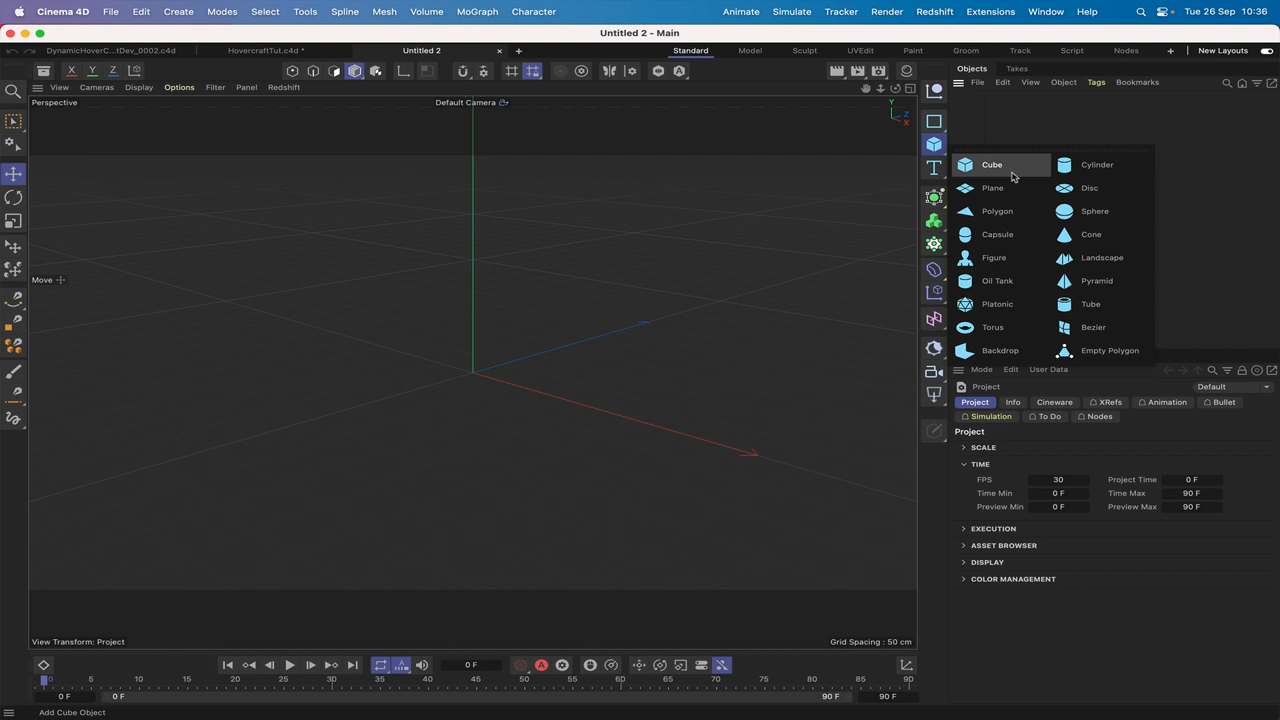 Cinema 4D File Edit Create Modes Select Tools Spline Mesh Volume MoGraph Animate Simulate Tracker Render Redshift Extensions Window Help Tue 26 Sep 10:36
Untitled 2 - Main
DynamicHoverC...tDev_0002.c4d HovercraftTut.c4d * Untitled 2 × + Standard Model Sculpt UVEdit Paint Groom Track Script Nodes + New Layouts
X Y Z
Objects Takes
View Cameras Display Options Filter Panel Redshift
File Edit View Object Tags Bookmarks
Perspective Default Camera
Y
Z
X
Cube Cylinder
Plane Disc
Polygon Sphere
Capsule Cone
Figure Landscape
Oil Tank Pyramid
Platonic Tube
Torus Bezier
Backdrop Empty Polygon
Move
Mode Edit User Data
Project Default
Project Info Cineware XRefs Animation Bullet
Simulation To Do Nodes
Project
SCALE
TIME
FPS 30 Project Time 0 F
Time Min 0 F Time Max 90 F
Preview Min 0 F Preview Max 90 F
EXECUTION
ASSET BROWSER
DISPLAY
COLOR MANAGEMENT
View Transform: Project Grid Spacing : 50 cm
0 F
0 5 10 15 20 25 30 35 40 45 50 55 60 65 70 75 80 85 90
0 F 0 F 90 F 90 F
Add Cube Object